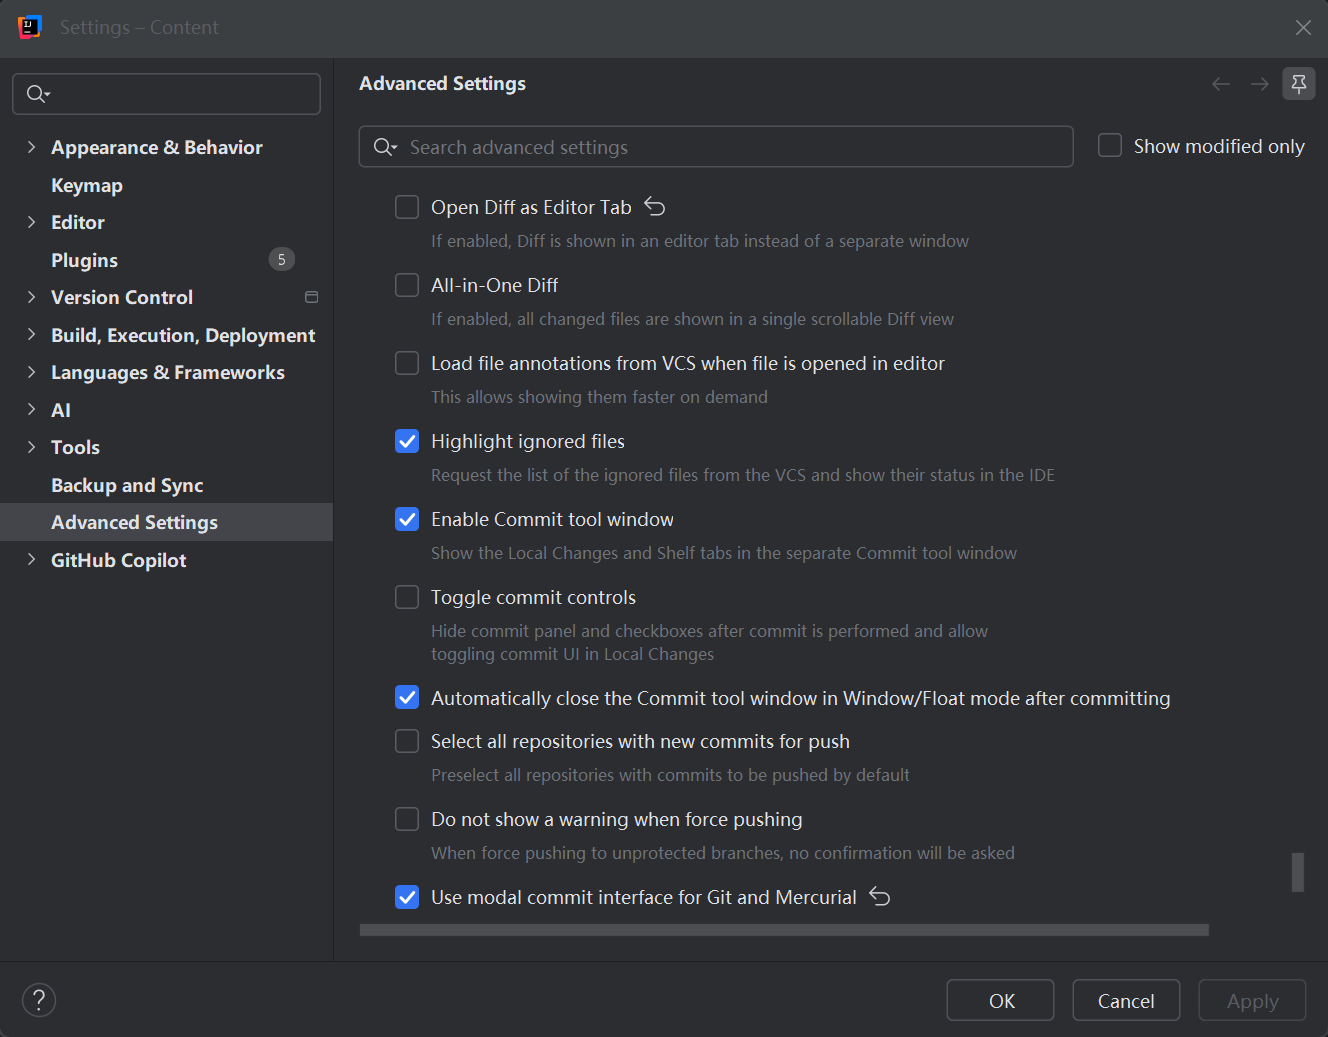 Settings – Content
Appearance & Behavior
Keymap
Editor
Plugins 5
Version Control
Build, Execution, Deployment
Languages & Frameworks
AI
Tools
Backup and Sync
Advanced Settings
GitHub Copilot
Advanced Settings
Search advanced settings
Show modified only
Open Diff as Editor Tab
If enabled, Diff is shown in an editor tab instead of a separate window
All-in-One Diff
If enabled, all changed files are shown in a single scrollable Diff view
Load file annotations from VCS when file is opened in editor
This allows showing them faster on demand
Highlight ignored files
Request the list of the ignored files from the VCS and show their status in the IDE
Enable Commit tool window
Show the Local Changes and Shelf tabs in the separate Commit tool window
Toggle commit controls
Hide commit panel and checkboxes after commit is performed and allow
toggling commit UI in Local Changes
Automatically close the Commit tool window in Window/Float mode after committing
Select all repositories with new commits for push
Preselect all repositories with commits to be pushed by default
Do not show a warning when force pushing
When force pushing to unprotected branches, no confirmation will be asked
Use modal commit interface for Git and Mercurial
?
OK
Cancel
Apply